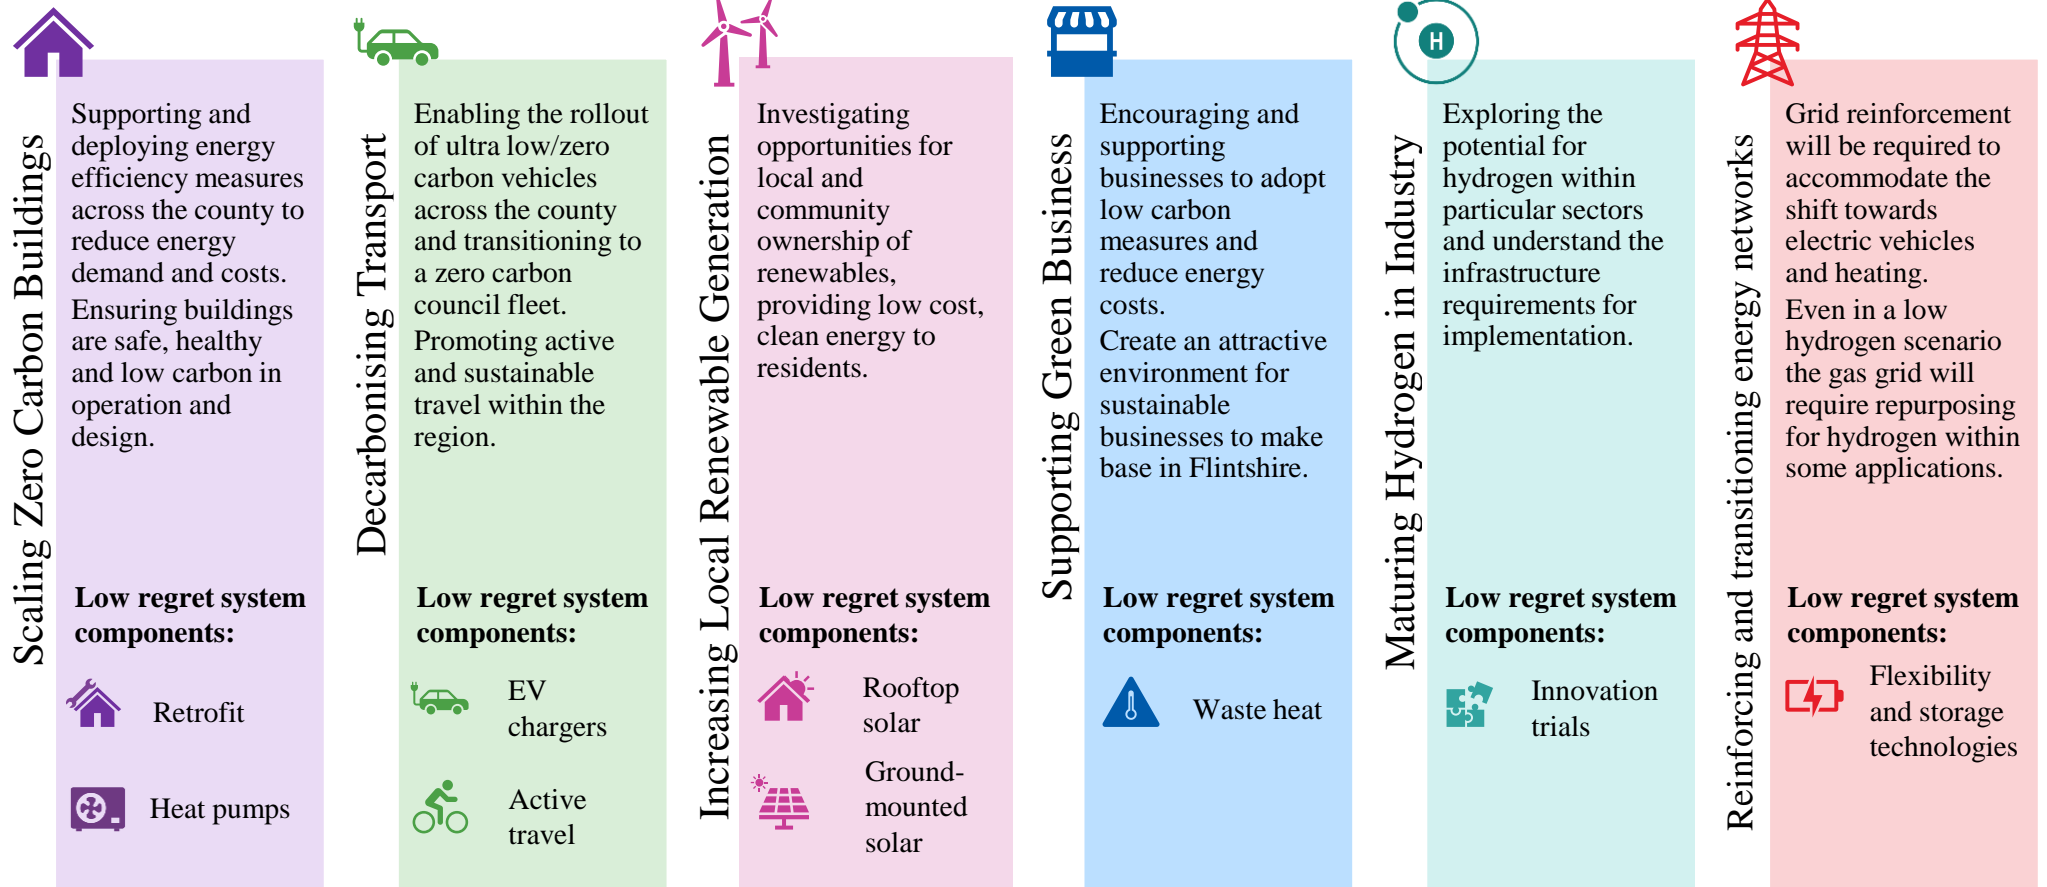 Scaling Zero Carbon Buildings
Supporting and
deploying energy
efficiency measures
across the county to
reduce energy
demand and costs.
Ensuring buildings
are safe, healthy
and low carbon in
operation and
design.
Low regret system
components:
Retrofit
Heat pumps
Decarbonising Transport
Enabling the rollout
of ultra low/zero
carbon vehicles
across the county
and transitioning to
a zero carbon
council fleet.
Promoting active
and sustainable
travel within the
region.
Low regret system
components:
EV
chargers
Active
travel
Increasing Local Renewable Generation
Investigating
opportunities for
local and
community
ownership of
renewables,
providing low cost,
clean energy to
residents.
Low regret system
components:
Rooftop
solar
Ground-
mounted
solar
Supporting Green Business
Encouraging and
supporting
businesses to adopt
low carbon
measures and
reduce energy
costs.
Create an attractive
environment for
sustainable
businesses to make
base in Flintshire.
Low regret system
components:
Waste heat
H
Maturing Hydrogen in Industry
Exploring the
potential for
hydrogen within
particular sectors
and understand the
infrastructure
requirements for
implementation.
Low regret system
components:
Innovation
trials
Reinforcing and transitioning energy networks
Grid reinforcement
will be required to
accommodate the
shift towards
electric vehicles
and heating.
Even in a low
hydrogen scenario
the gas grid will
require repurposing
for hydrogen within
some applications.
Low regret system
components:
Flexibility
and storage
technologies